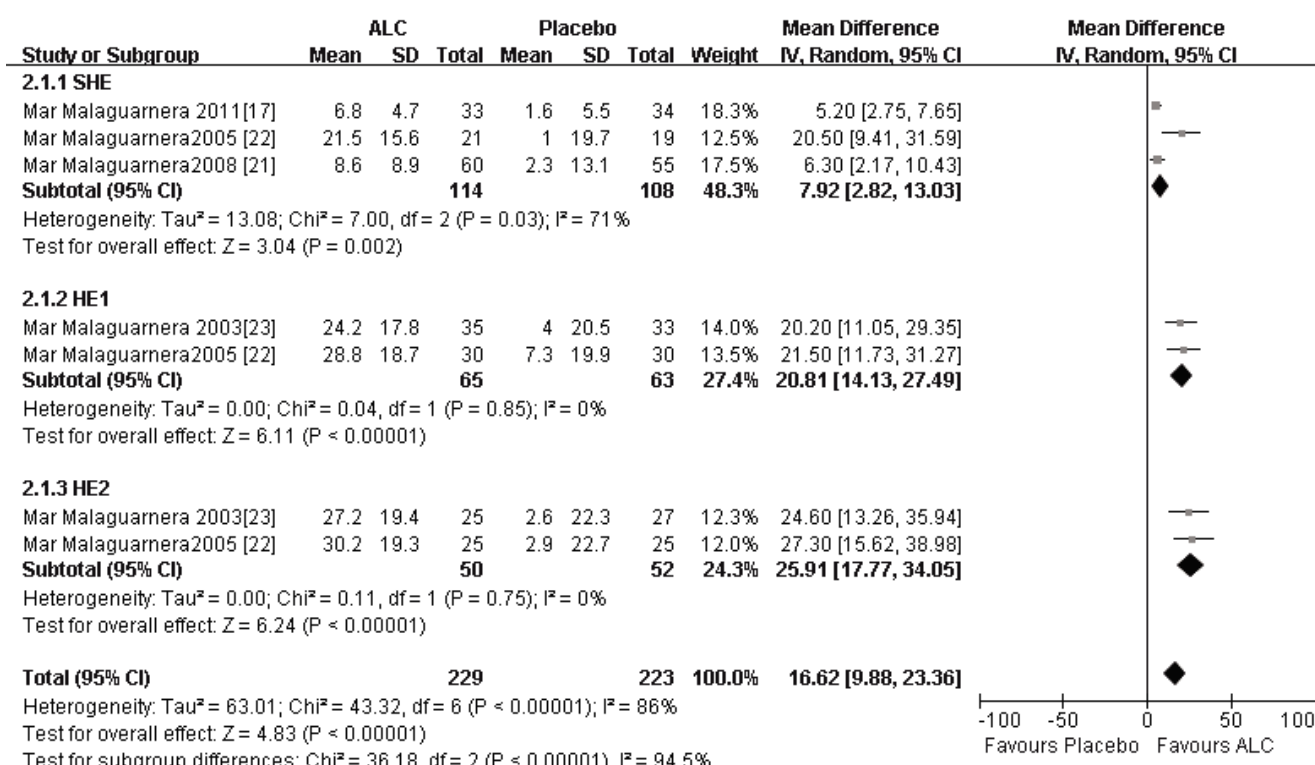 ALC Placebo Mean Difference Mean Difference
Study or Subgroup Mean SD Total Mean SD Total Weight IV, Random, 95% CI IV, Random, 95% CI
2.1.1 SHE
Mar Malaguarnera 2011[17] 6.8 4.7 33 1.6 5.5 34 18.3% 5.20 [2.75, 7.65]
Mar Malaguarnera2005 [22] 21.5 15.6 21 1 19.7 19 12.5% 20.50 [9.41, 31.59]
Mar Malaguarnera2008 [21] 8.6 8.9 60 2.3 13.1 55 17.5% 6.30 [2.17, 10.43]
Subtotal (95% CI) 114 108 48.3% 7.92 [2.82, 13.03]
Heterogeneity: Tau² = 13.08; Chi² = 7.00, df = 2 (P = 0.03); I² = 71%
Test for overall effect: Z = 3.04 (P = 0.002)
2.1.2 HE1
Mar Malaguarnera 2003[23] 24.2 17.8 35 4 20.5 33 14.0% 20.20 [11.05, 29.35]
Mar Malaguarnera2005 [22] 28.8 18.7 30 7.3 19.9 30 13.5% 21.50 [11.73, 31.27]
Subtotal (95% CI) 65 63 27.4% 20.81 [14.13, 27.49]
Heterogeneity: Tau² = 0.00; Chi² = 0.04, df = 1 (P = 0.85); I² = 0%
Test for overall effect: Z = 6.11 (P < 0.00001)
2.1.3 HE2
Mar Malaguarnera 2003[23] 27.2 19.4 25 2.6 22.3 27 12.3% 24.60 [13.26, 35.94]
Mar Malaguarnera2005 [22] 30.2 19.3 25 2.9 22.7 25 12.0% 27.30 [15.62, 38.98]
Subtotal (95% CI) 50 52 24.3% 25.91 [17.77, 34.05]
Heterogeneity: Tau² = 0.00; Chi² = 0.11, df = 1 (P = 0.75); I² = 0%
Test for overall effect: Z = 6.24 (P < 0.00001)
Total (95% CI) 229 223 100.0% 16.62 [9.88, 23.36]
Heterogeneity: Tau² = 63.01; Chi² = 43.32, df = 6 (P < 0.00001); I² = 86%
-100 -50 0 50 100
Test for overall effect: Z = 4.83 (P < 0.00001)
Favours Placebo Favours ALC
Test for subgroup differences: Chi² = 36.18, df = 2 (P < 0.00001), I² = 94.5%